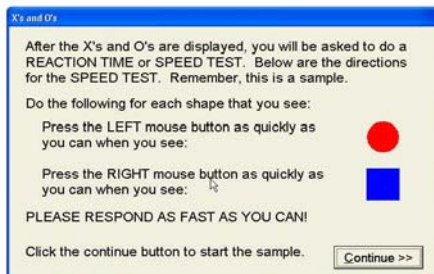 X's and O's
After the X's and O's are displayed, you will be asked to do a
REACTION TIME or SPEED TEST. Below are the directions
for the SPEED TEST. Remember, this is a sample.
Do the following for each shape that you see:
Press the LEFT mouse button as quickly as
you can when you see:
Press the RIGHT mouse button as quickly as
you can when you see:
PLEASE RESPOND AS FAST AS YOU CAN!
Click the continue button to start the sample.
Continue >>